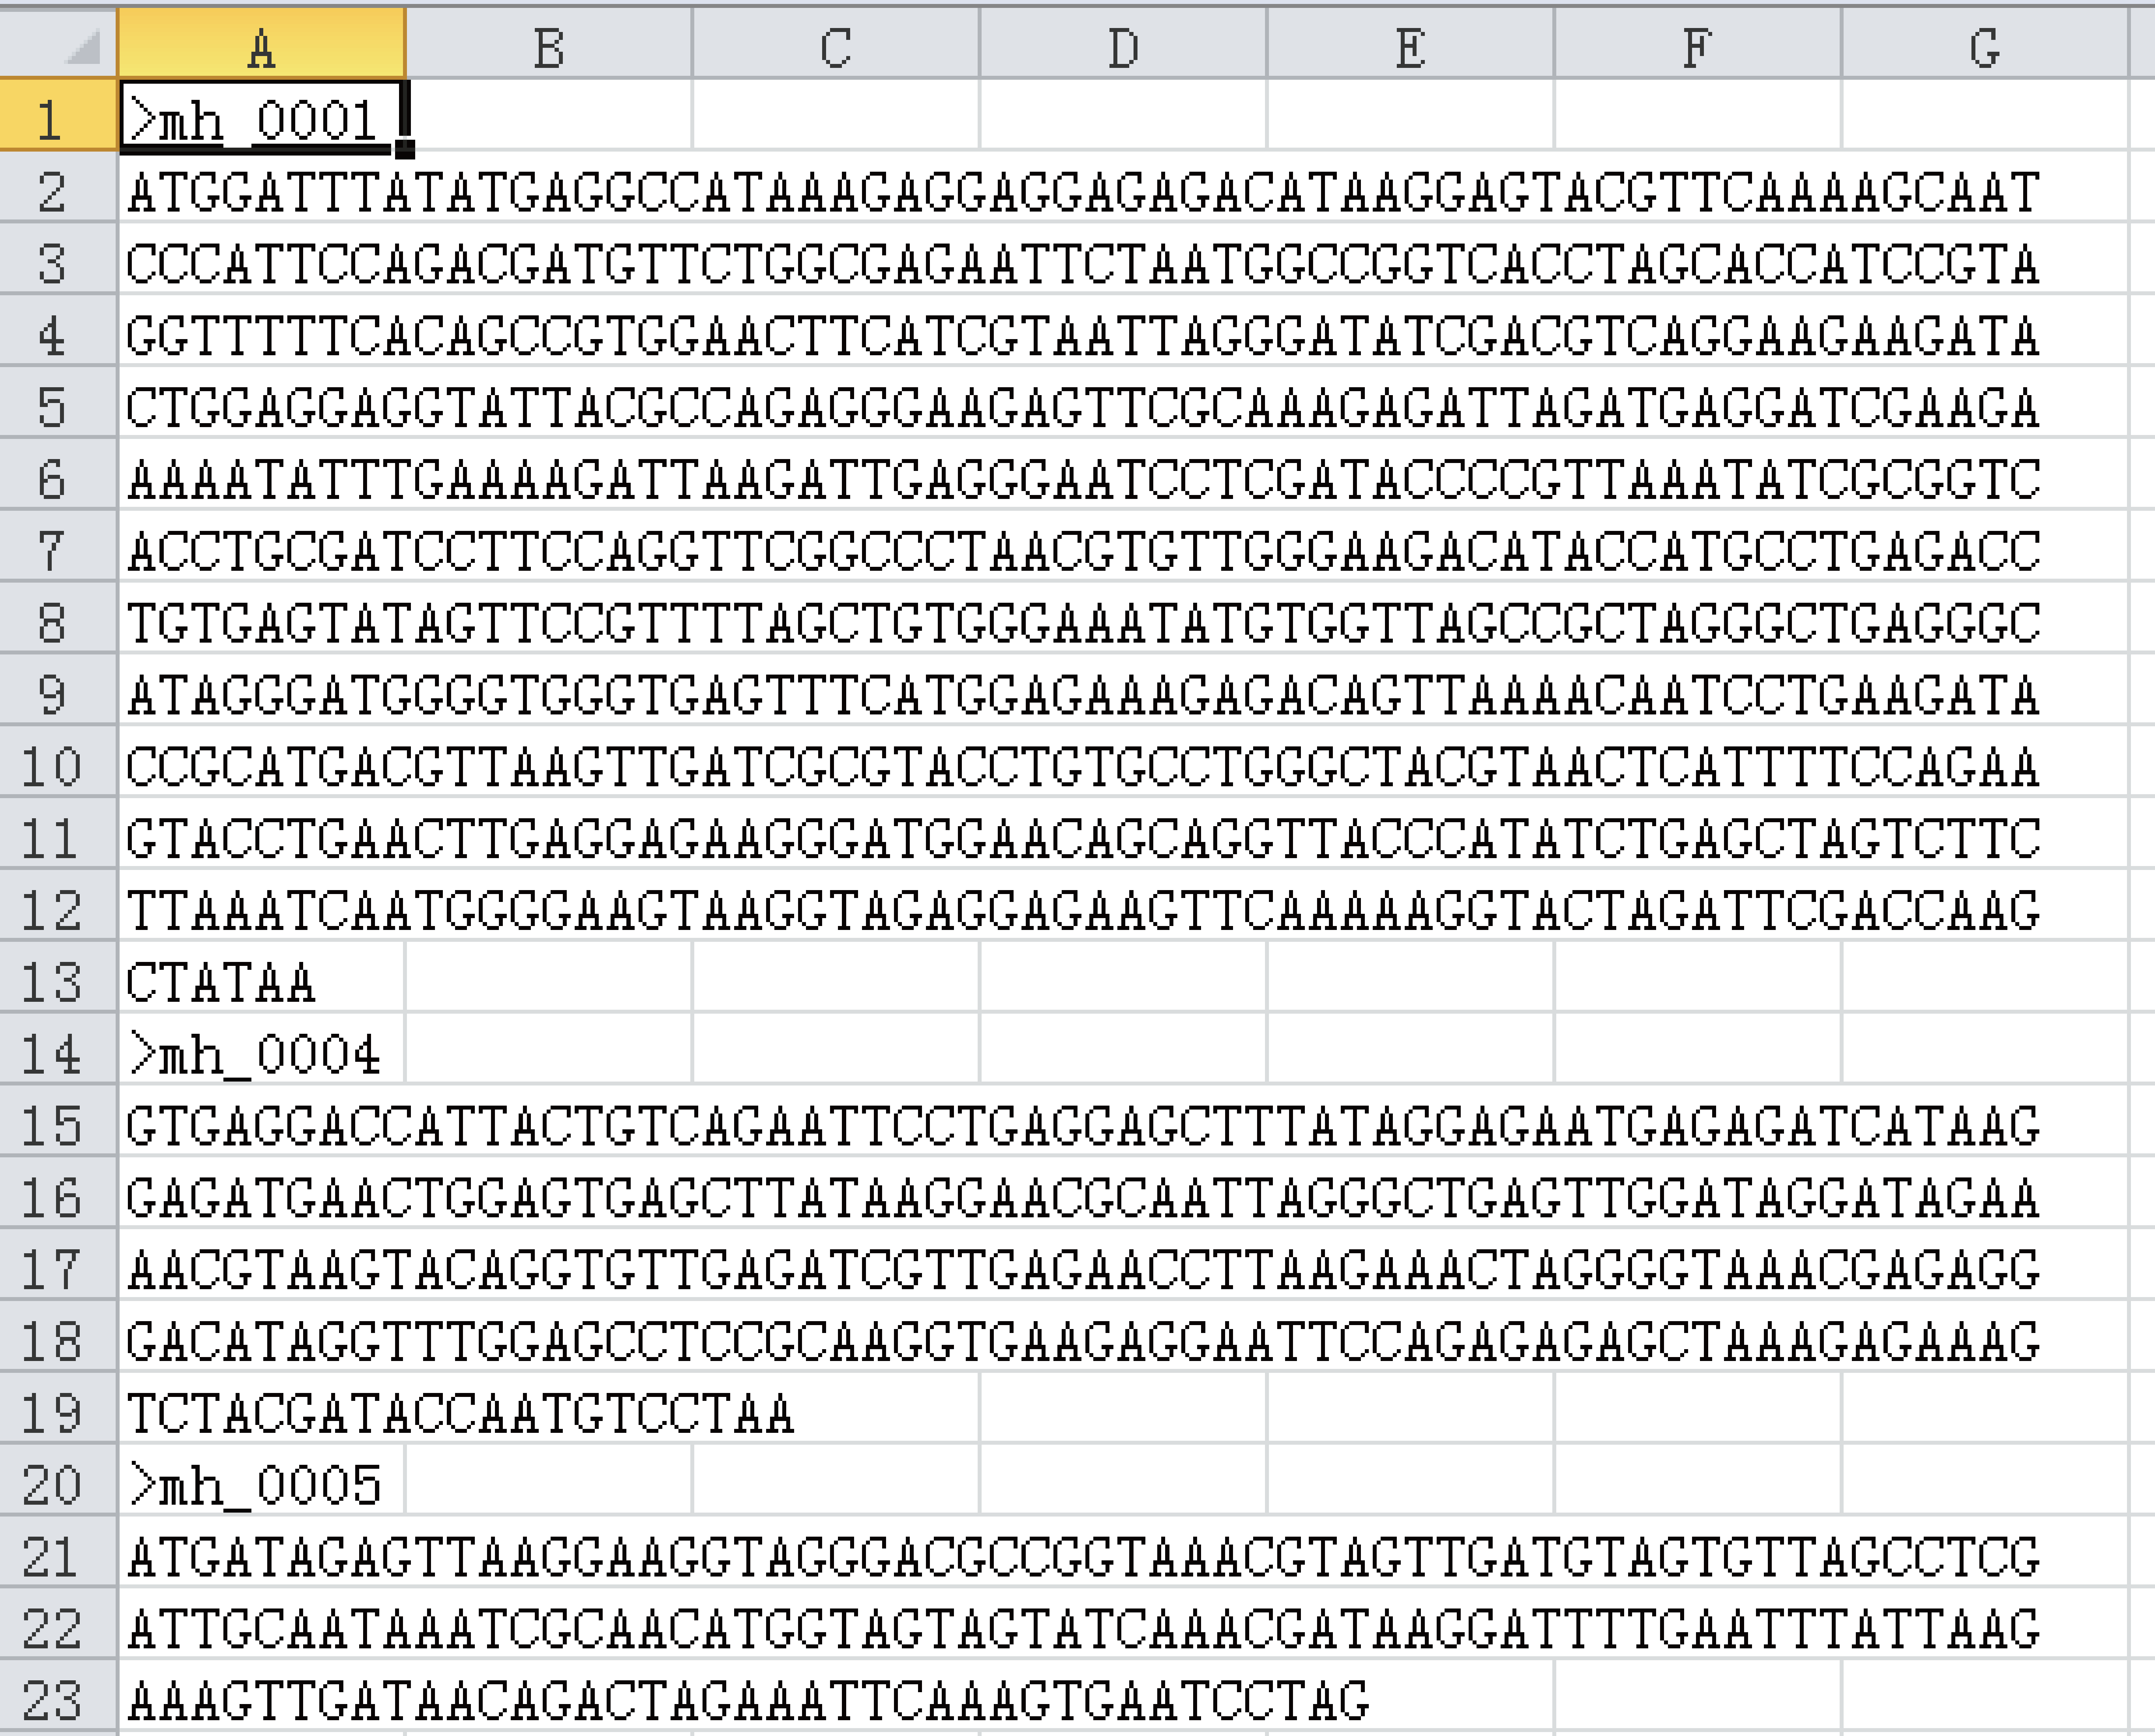 A B C D E F G
1 >mh_0001
2 ATGGATTTATATGAGGCCATAAAGAGGAGGAGAGACATAAGGAGTACGTTCAAAAGCAAT
3 CCCATTCCAGACGATGTTCTGGCGAGAATTCTAATGGCCGGTCACCTAGCACCATCCGTA
4 GGTTTTTCACAGCCGTGGAACTTCATCGTAATTAGGGATATCGACGTCAGGAAGAAGATA
5 CTGGAGGAGGTATTACGCCAGAGGGAAGAGTTCGCAAAGAGATTAGATGAGGATCGAAGA
6 AAAATATTTGAAAAGATTAAGATTGAGGGAATCCTCGATACCCCGTTAAATATCGCGGTC
7 ACCTGCGATCCTTCCAGGTTCGGCCCTAACGTGTTGGGAAGACATACCATGCCTGAGACC
8 TGTGAGTATAGTTCCGTTTTAGCTGTGGGAAATATGTGGTTAGCCGCTAGGGCTGAGGGC
9 ATAGGGATGGGGTGGGTGAGTTTCATGGAGAAAGAGACAGTTAAAACAATCCTGAAGATA
10 CCGCATGACGTTAAGTTGATCGCGTACCTGTGCCTGGGCTACGTAACTCATTTTCCAGAA
11 GTACCTGAACTTGAGGAGAAGGGATGGAACAGCAGGTTACCCATATCTGAGCTAGTCTTC
12 TTAAATCAATGGGGAAGTAAGGTAGAGGAGAAGTTCAAAAAGGTACTAGATTCGACCAAG
13 CTATAA
14 >mh_0004
15 GTGAGGACCATTACTGTCAGAATTCCTGAGGAGCTTTATAGGAGAATGAGAGATCATAAG
16 GAGATGAACTGGAGTGAGCTTATAAGGAACGCAATTAGGGCTGAGTTGGATAGGATAGAA
17 AACGTAAGTACAGGTGTTGAGATCGTTGAGAACCTTAAGAAACTAGGGGTAAACGAGAGG
18 GACATAGGTTTGGAGCCTCCGCAAGGTGAAGAGGAATTCCAGAGAGAGCTAAAGAGAAAG
19 TCTACGATACCAATGTCCTAA
20 >mh_0005
21 ATGATAGAGTTAAGGAAGGTAGGGACGCCGGTAAACGTAGTTGATGTAGTGTTAGCCTCG
22 ATTGCAATAAATCGCAACATGGTAGTAGTATCAAACGATAAGGATTTTGAATTTATTAAG
23 AAAGTTGATAACAGACTAGAAATTCAAAGTGAATCCTAG